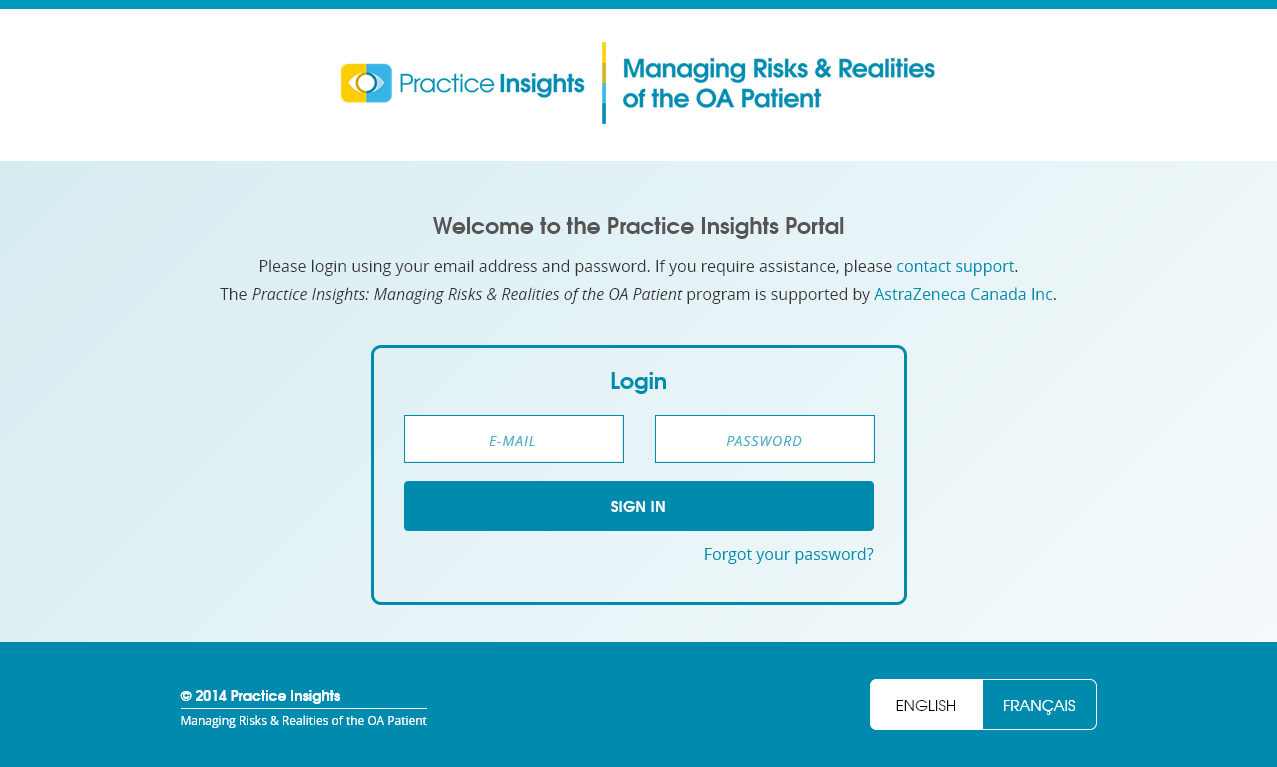 Practice Insights
Managing Risks & Realities
of the OA Patient
Welcome to the Practice Insights Portal
Please login using your email address and password. If you require assistance, please contact support.
The Practice Insights: Managing Risks & Realities of the OA Patient program is supported by AstraZeneca Canada Inc.
Login
E-MAIL PASSWORD
SIGN IN
Forgot your password?
© 2014 Practice Insights
Managing Risks & Realities of the OA Patient
ENGLISH FRANÇAIS